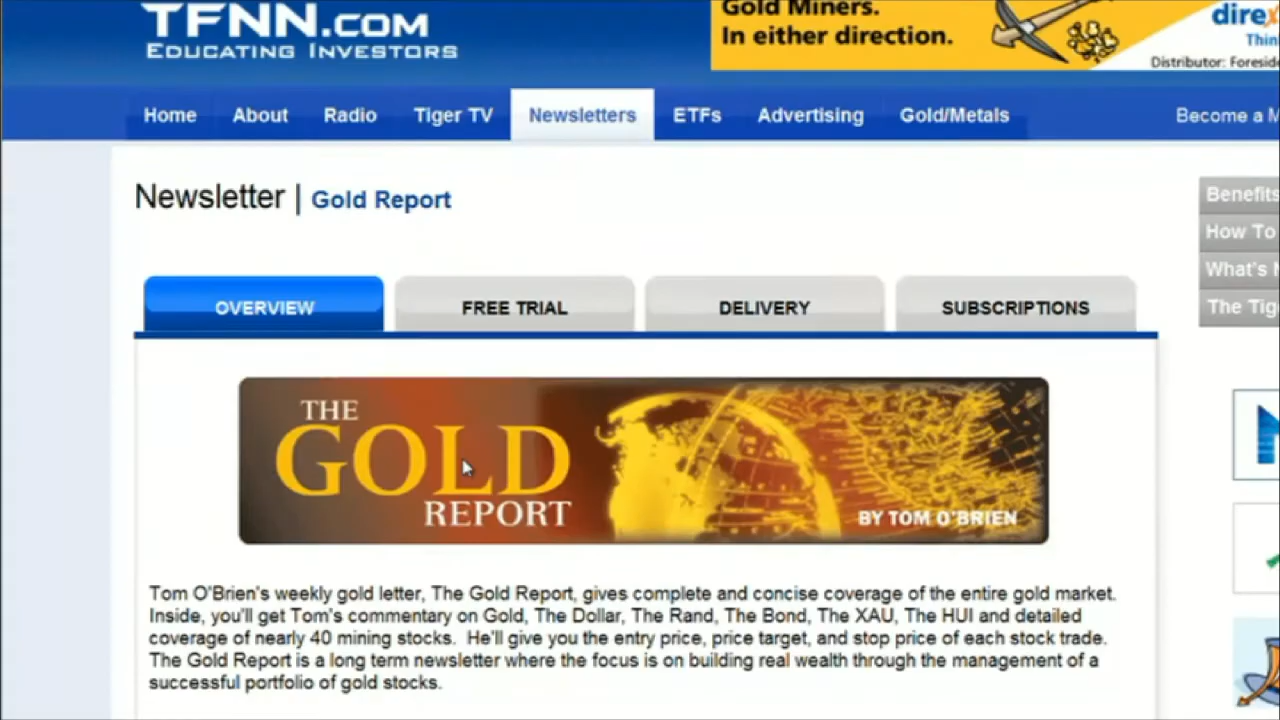 TFNN.COM
EDUCATING INVESTORS
Gold Miners.
In either direction.
Distributor:
Home About Radio Tiger TV Newsletters ETFs Advertising Gold/Metals Become a
Newsletter | Gold Report
Benefits
How To
What's
The
OVERVIEW FREE TRIAL DELIVERY SUBSCRIPTIONS
THE
GOLD
REPORT
BY TOM O'BRIEN
Tom O'Brien's weekly gold letter, The Gold Report, gives complete and concise coverage of the entire gold market.
Inside, you'll get Tom's commentary on Gold, The Dollar, The Rand, The Bond, The XAU, The HUI and detailed
coverage of nearly 40 mining stocks. He'll give you the entry price, price target, and stop price of each stock trade.
The Gold Report is a long term newsletter where the focus is on building real wealth through the management of a
successful portfolio of gold stocks.